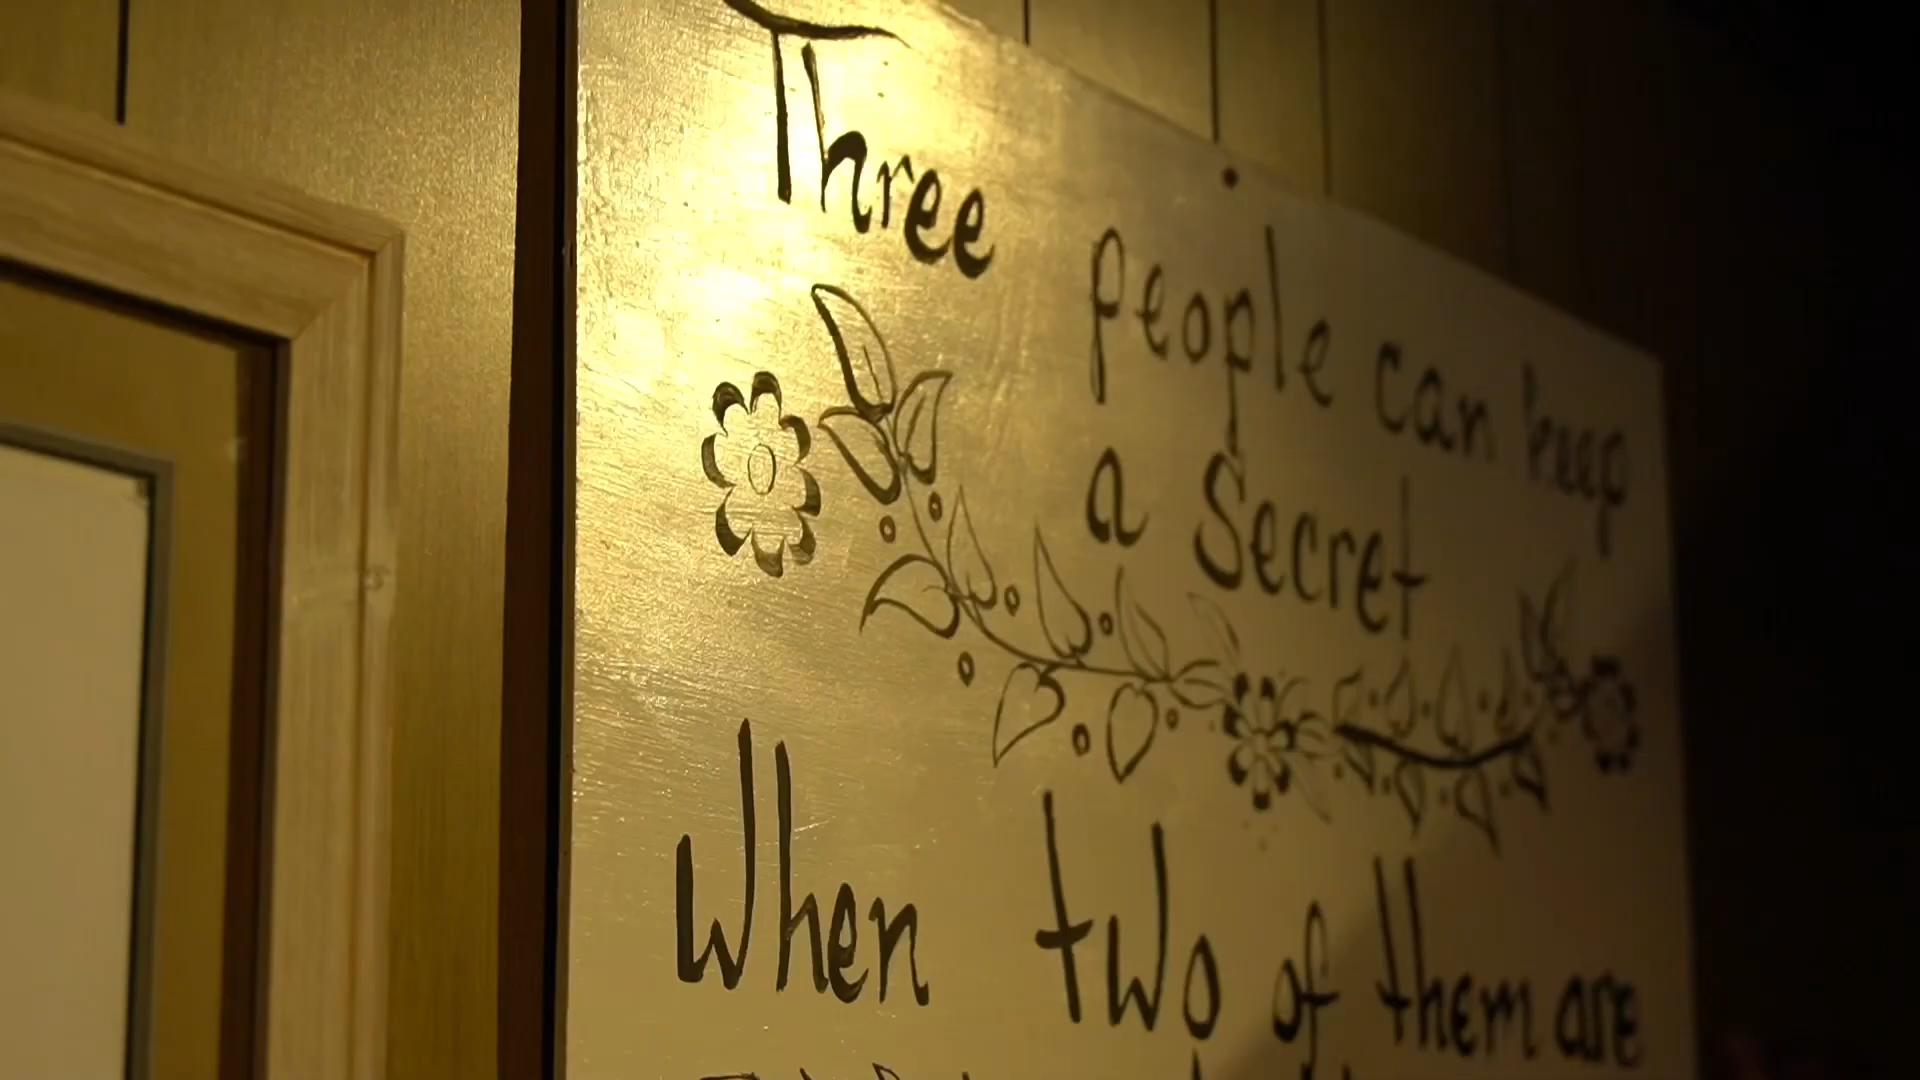 Three people can keep
a Secret
When two of them are